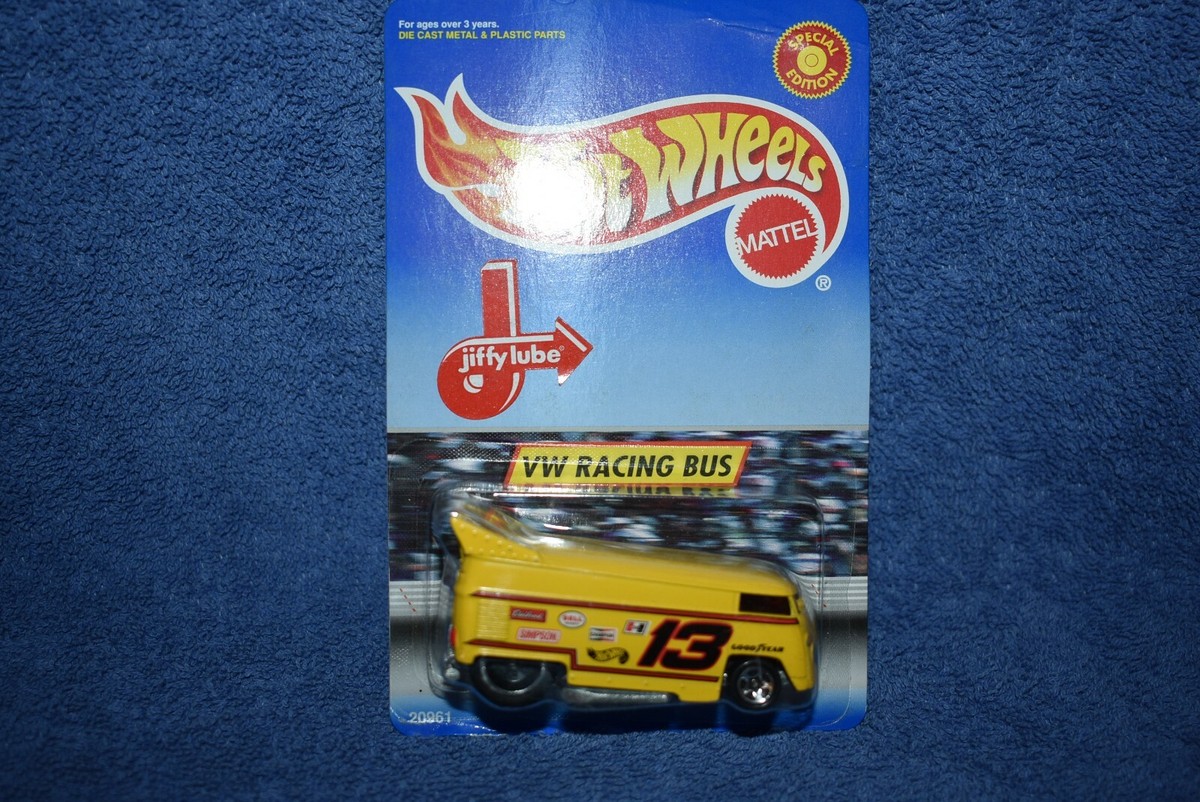 For ages over 3 years.
DIE CAST METAL & PLASTIC PARTS
SPECIAL
EDITION
WHEELS
MATTEL
®
jiffy lube®
VW RACING BUS
BELL
SIMPSON
13
GOODYEAR
20961